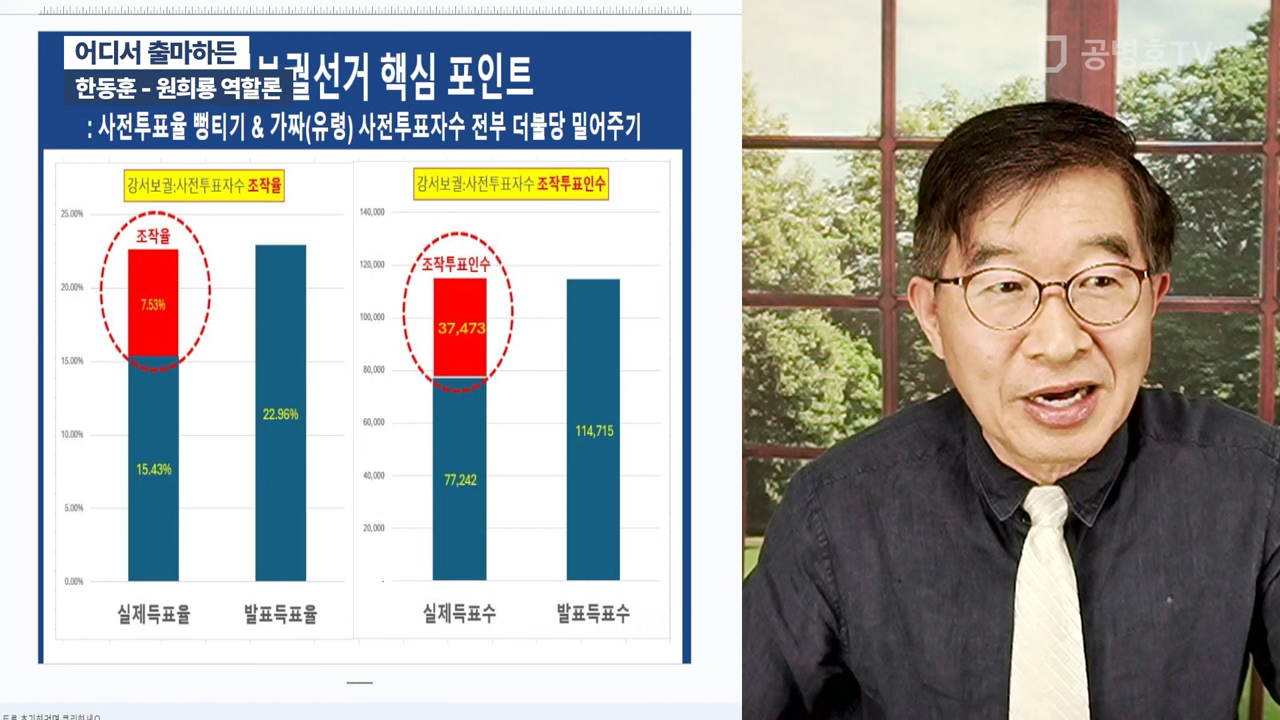 어디서 출마하든
한동훈 - 원희룡 역할론
보궐선거 핵심 포인트
: 사전투표율 뻥티기 & 가짜(유령) 사전투표자수 전부 더불당 밀어주기
공병호TV
강서보궐:사전투표자수 조작율
25.00%
20.00%
15.00%
10.00%
5.00%
0.00%
조작율
7.53%
15.43%
22.96%
실제득표율
발표득표율
강서보궐:사전투표자수 조작투표인수
140,000
120,000
100,000
80,000
60,000
40,000
20,000
-
조작투표인수
37,473
77,242
114,715
실제득표수
발표득표수